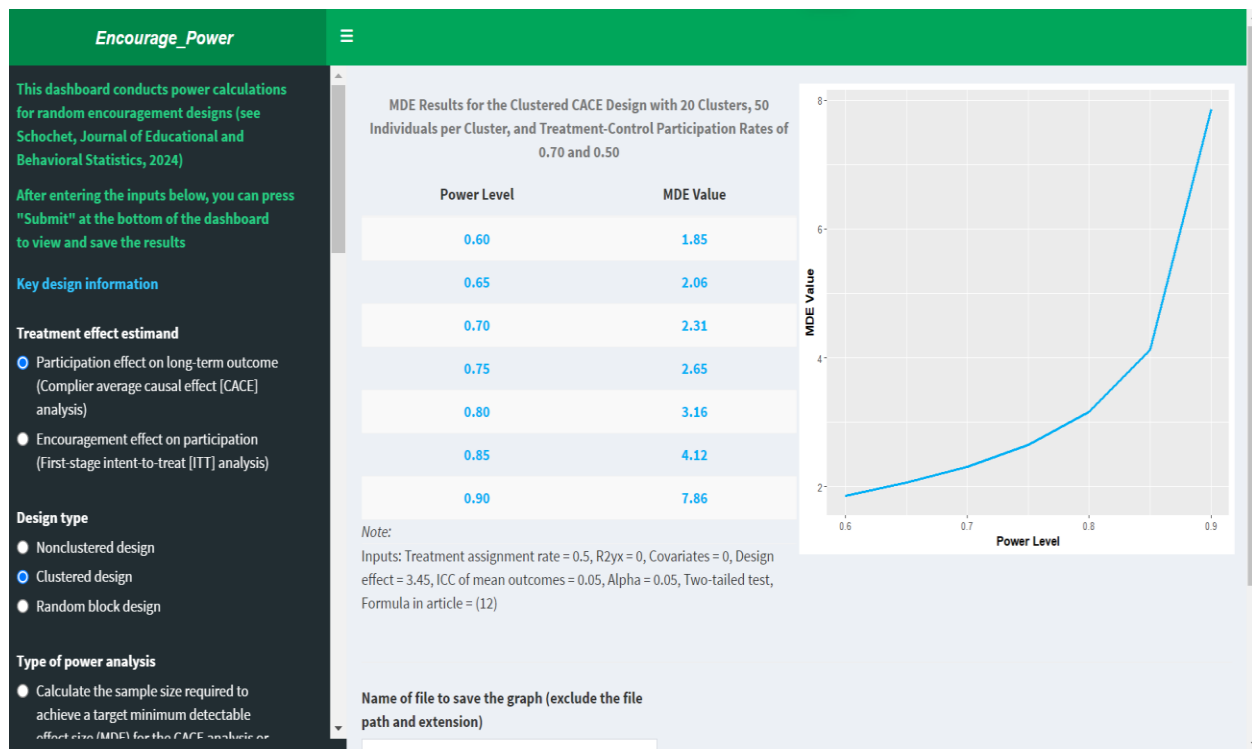 Encourage_Power
This dashboard conducts power calculations
for random encouragement designs (see
Schochet, Journal of Educational and
Behavioral Statistics, 2024)
After entering the inputs below, you can press
"Submit" at the bottom of the dashboard
to view and save the results
Key design information
Treatment effect estimand
Participation effect on long-term outcome
(Complier average causal effect [CACE]
analysis)
Encouragement effect on participation
(First-stage intent-to-treat [ITT] analysis)
Design type
Nonclustered design
Clustered design
Random block design
Type of power analysis
Calculate the sample size required to
achieve a target minimum detectable
effect size (MDE) for the CACE analysis or
MDE Results for the Clustered CACE Design with 20 Clusters, 50
Individuals per Cluster, and Treatment-Control Participation Rates of
0.70 and 0.50
Power Level MDE Value
0.60 1.85
0.65 2.06
0.70 2.31
0.75 2.65
0.80 3.16
0.85 4.12
0.90 7.86
Note:
Inputs: Treatment assignment rate = 0.5, R2yx = 0, Covariates = 0, Design
effect = 3.45, ICC of mean outcomes = 0.05, Alpha = 0.05, Two-tailed test,
Formula in article = (12)
Name of file to save the graph (exclude the file
path and extension)
MDE Value
8
6
4
2
0.6 0.7 0.8 0.9
Power Level